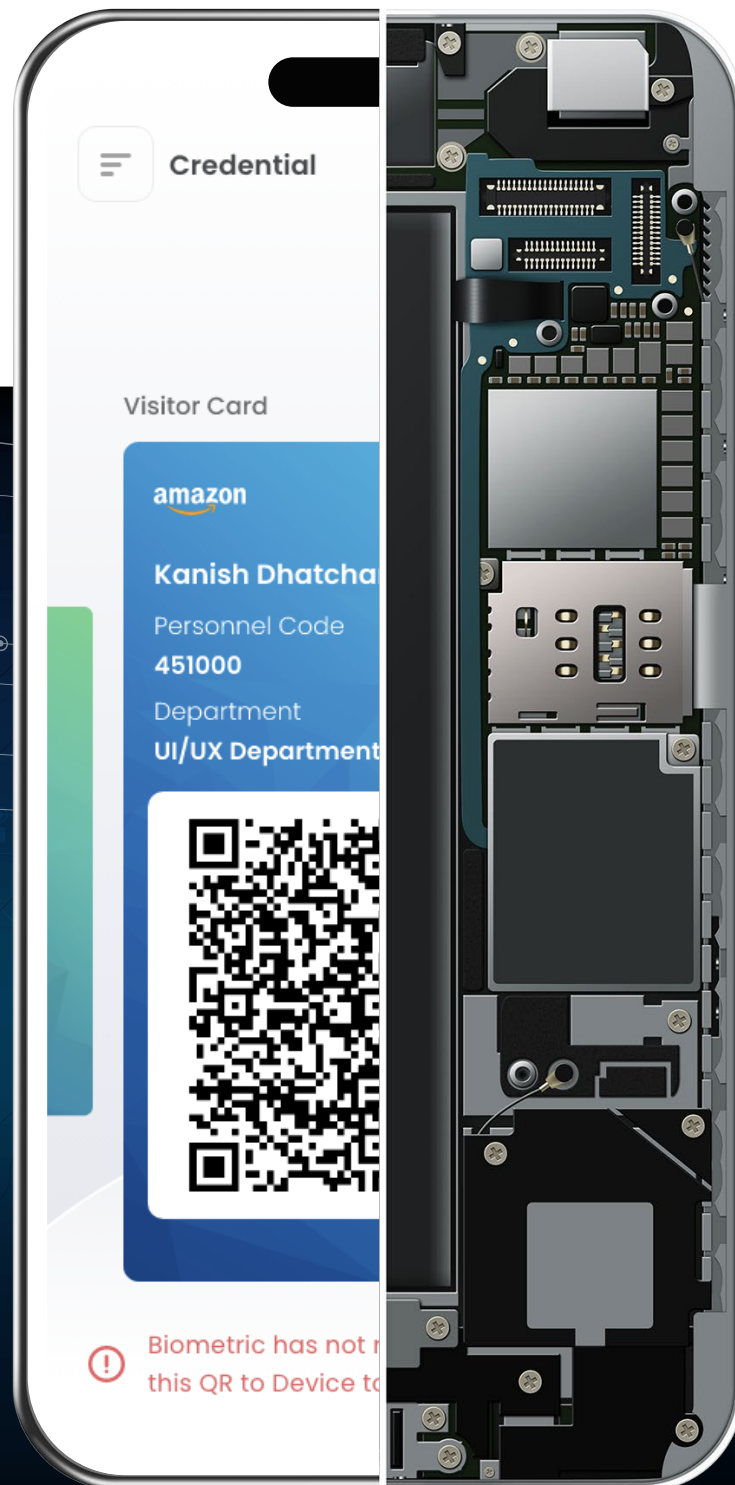 Credential
Visitor Card
amazon
Kanish Dhatcha
Personnel Code
451000
Department
UI/UX Department
Biometric has not
this QR to Device